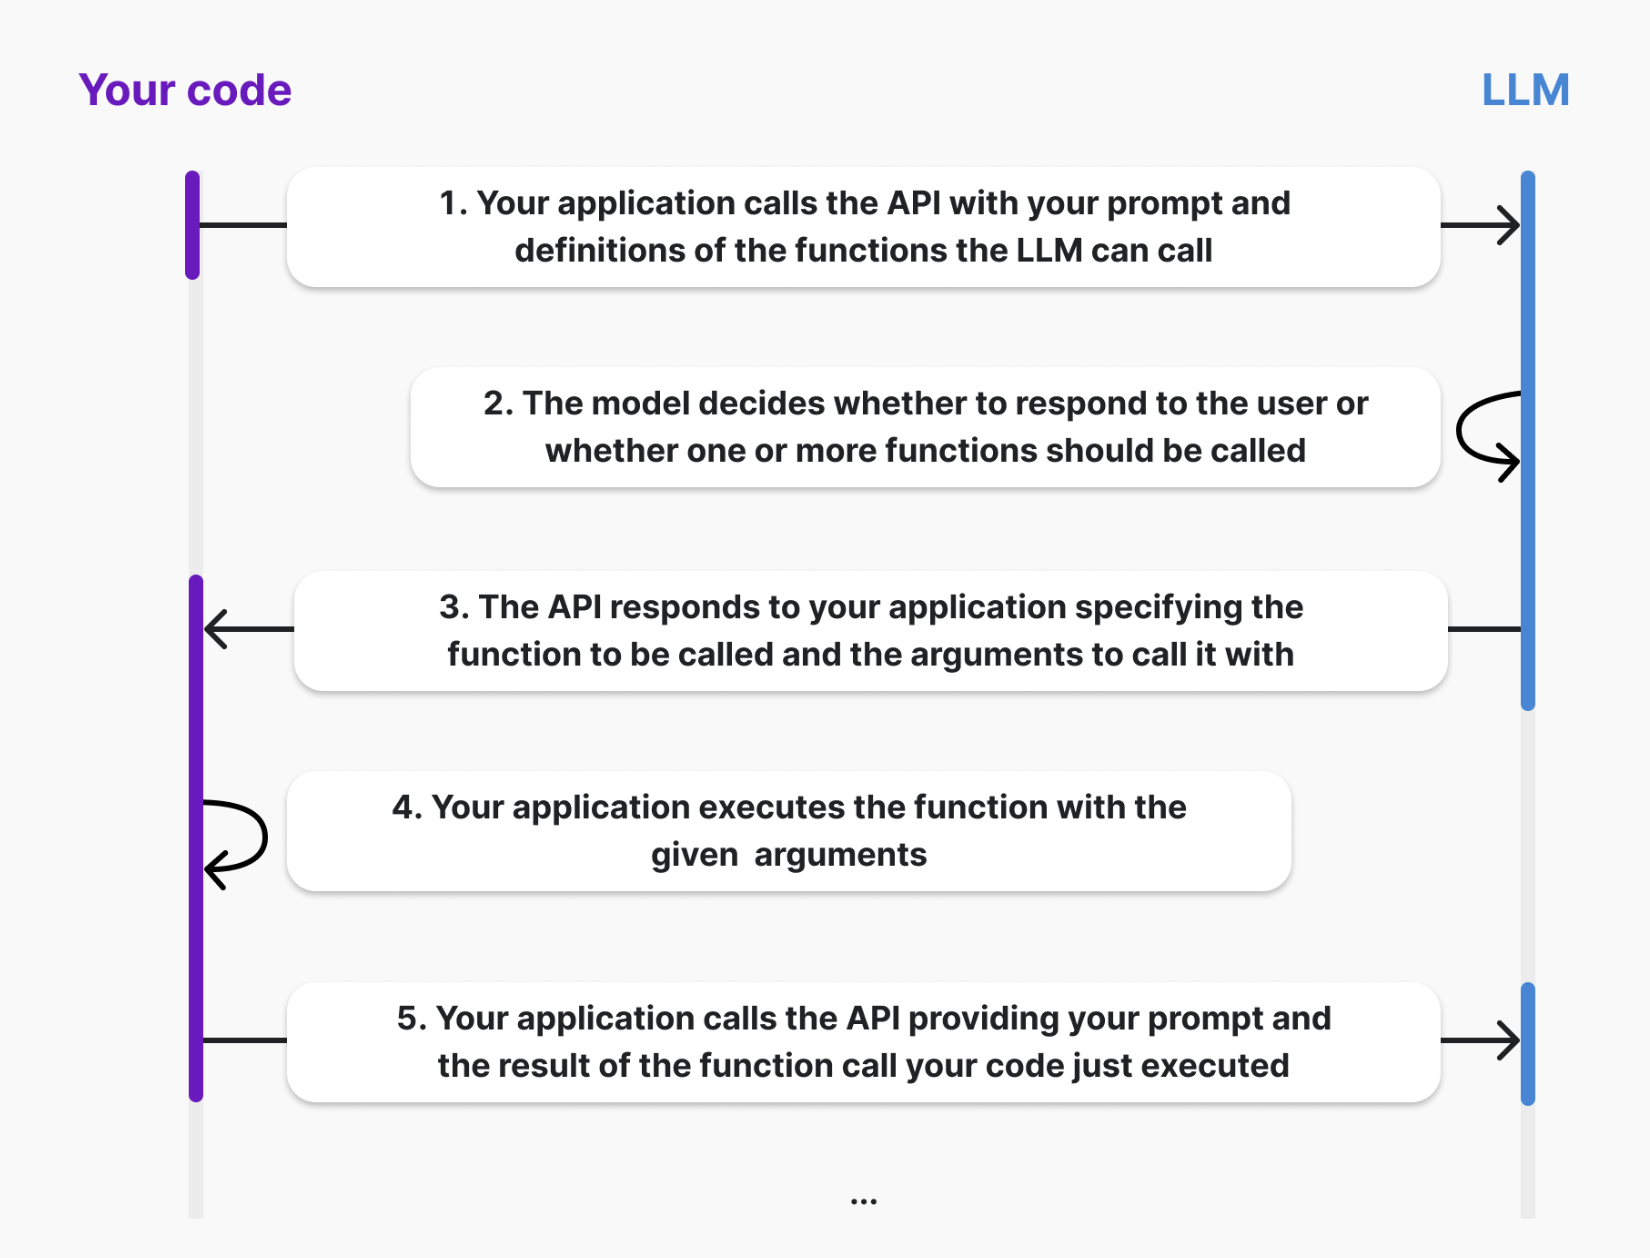 Your code
LLM
1. Your application calls the API with your prompt and
definitions of the functions the LLM can call
2. The model decides whether to respond to the user or
whether one or more functions should be called
3. The API responds to your application specifying the
function to be called and the arguments to call it with
4. Your application executes the function with the
given  arguments
5. Your application calls the API providing your prompt and
the result of the function call your code just executed
...